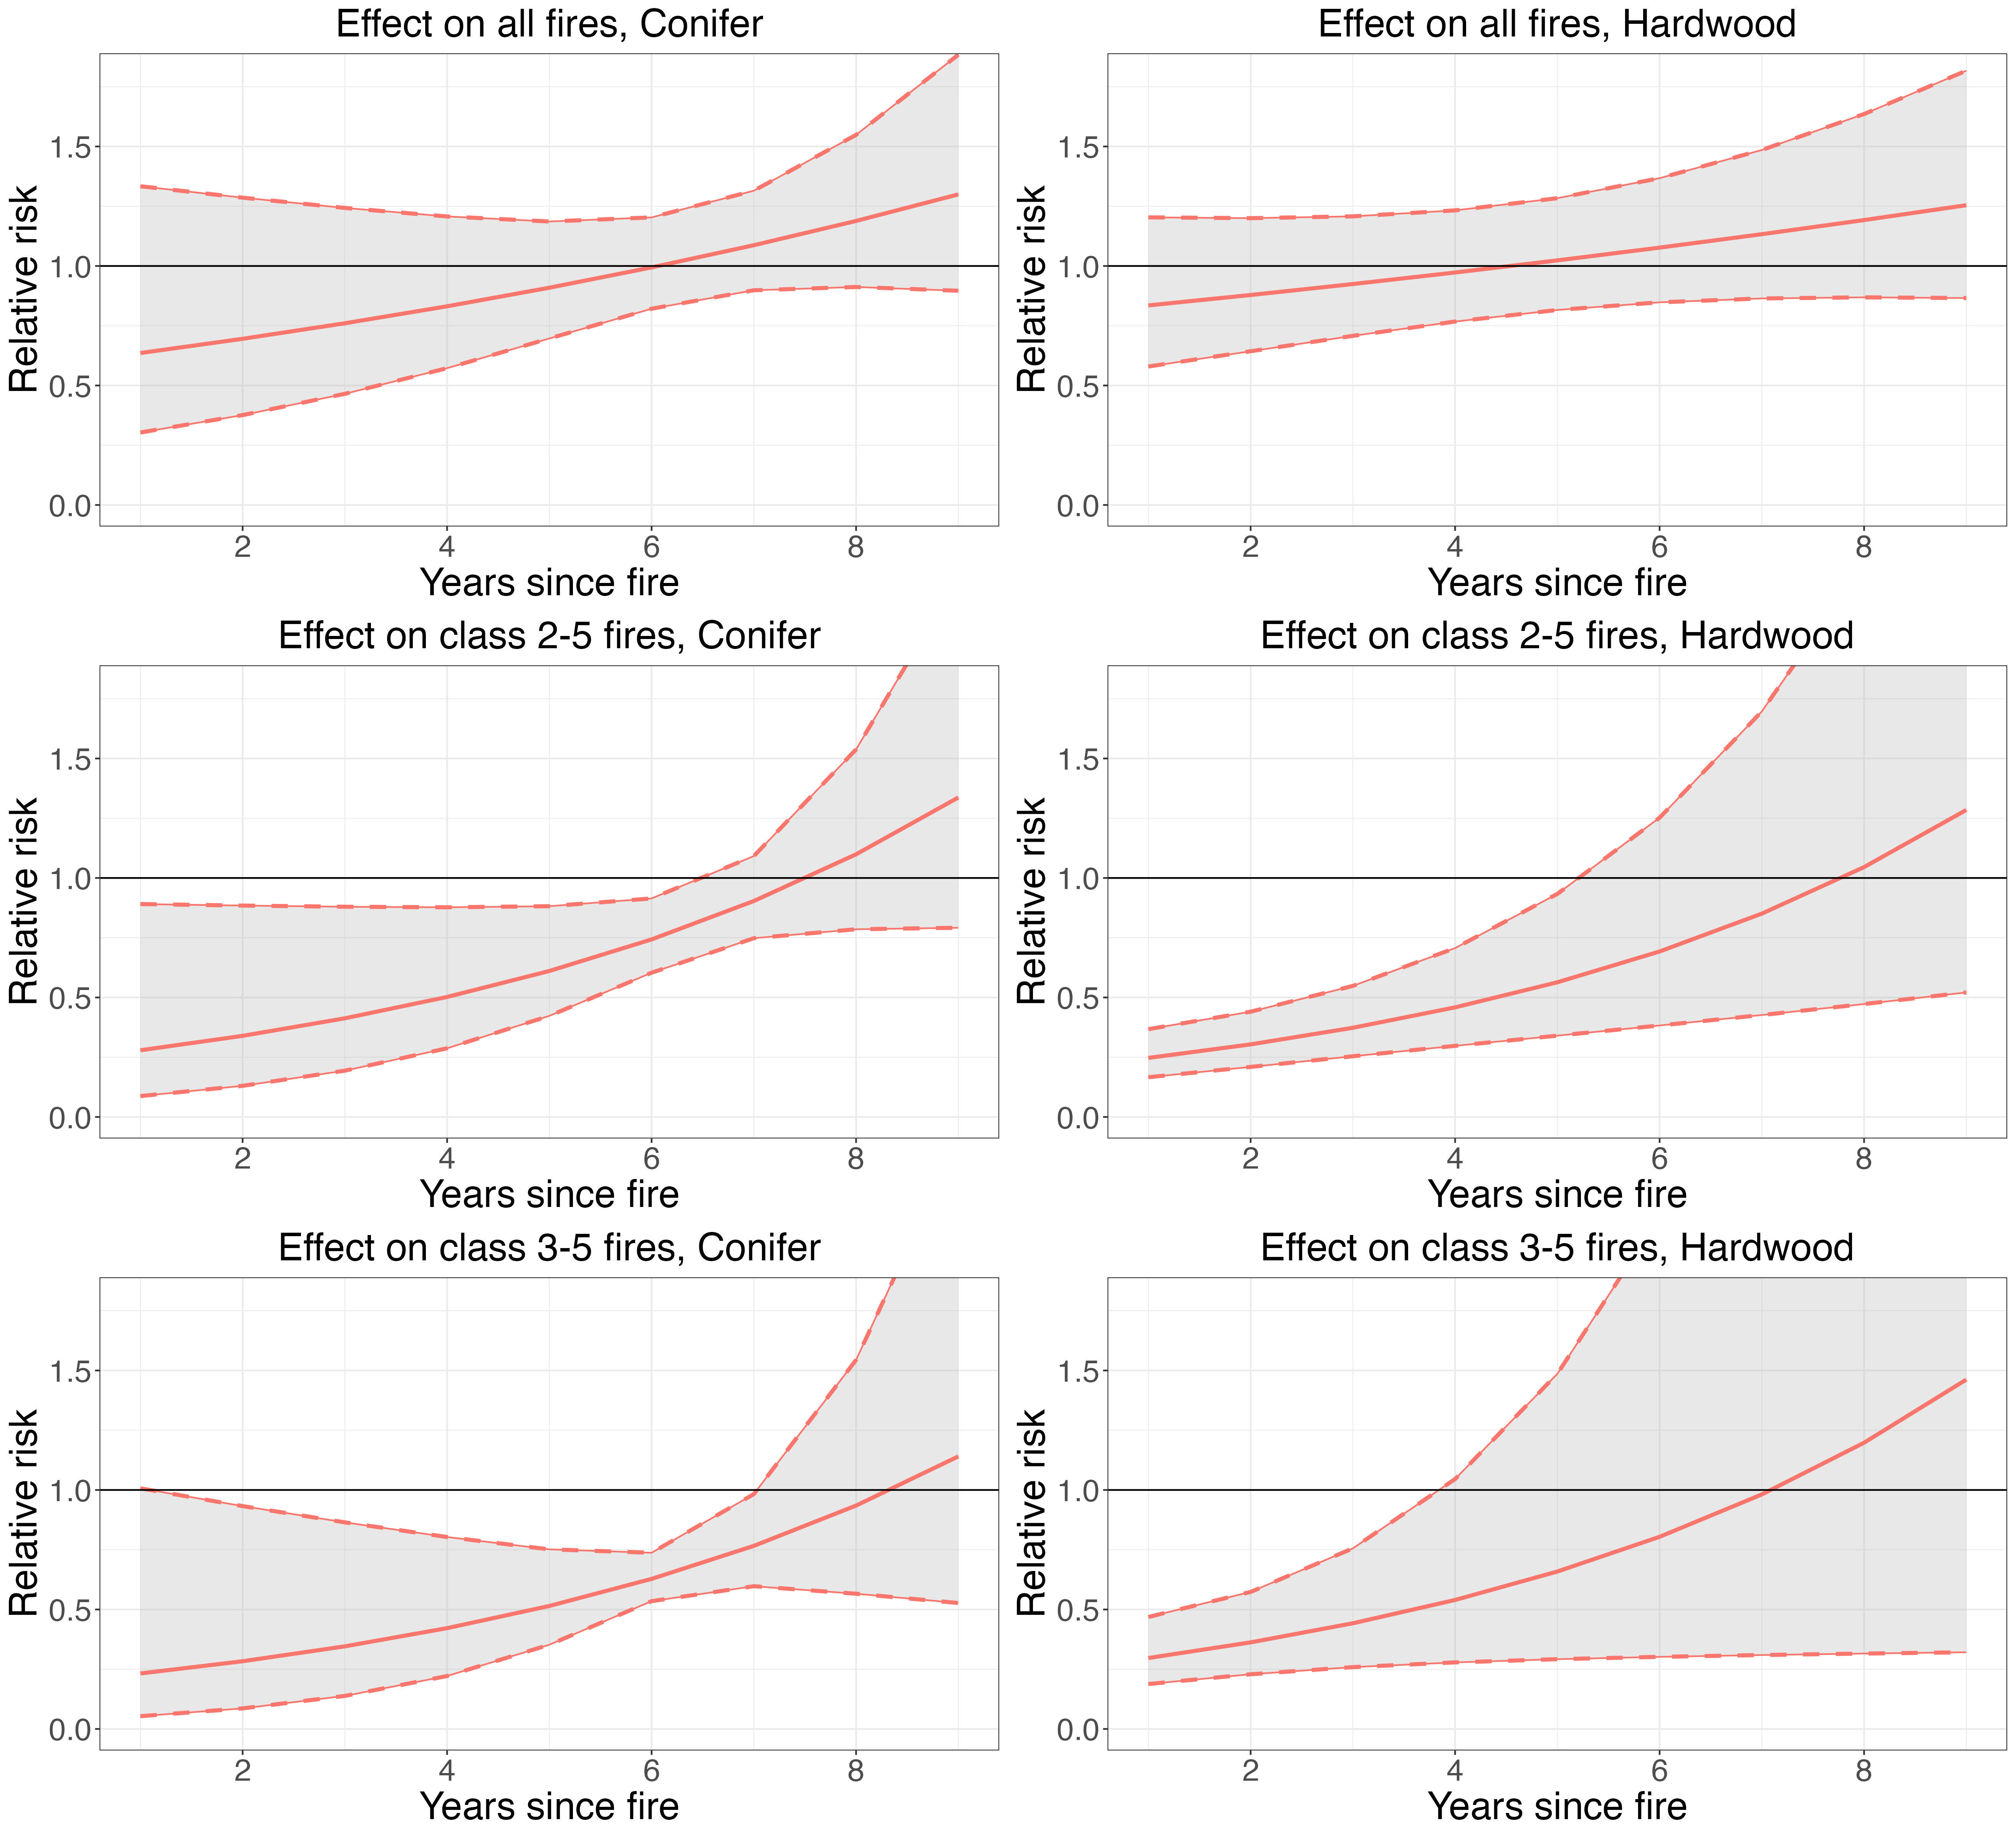 Effect on all fires, Conifer
Relative risk
1.5
1.0
0.5
0.0
2 4 6 8
Years since fire
Effect on all fires, Hardwood
Relative risk
1.5
1.0
0.5
0.0
2 4 6 8
Years since fire
Effect on class 2-5 fires, Conifer
Relative risk
1.5
1.0
0.5
0.0
2 4 6 8
Years since fire
Effect on class 2-5 fires, Hardwood
Relative risk
1.5
1.0
0.5
0.0
2 4 6 8
Years since fire
Effect on class 3-5 fires, Conifer
Relative risk
1.5
1.0
0.5
0.0
2 4 6 8
Years since fire
Effect on class 3-5 fires, Hardwood
Relative risk
1.5
1.0
0.5
0.0
2 4 6 8
Years since fire